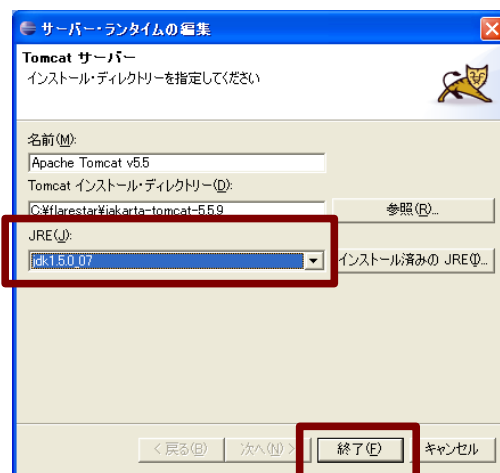 サーバー・ランタイムの編集
Tomcat サーバー
インストール・ディレクトリーを指定してください
名前(M):
Apache Tomcat v5.5
Tomcat インストール・ディレクトリー(D):
C:¥flarestar¥jakarta-tomcat-5.5.9
参照(R)...
JRE(J):
jdk1.5.0_07
インストール済みの JRE(I)...
< 戻る(B)
次へ(N) >
終了(F)
キャンセル